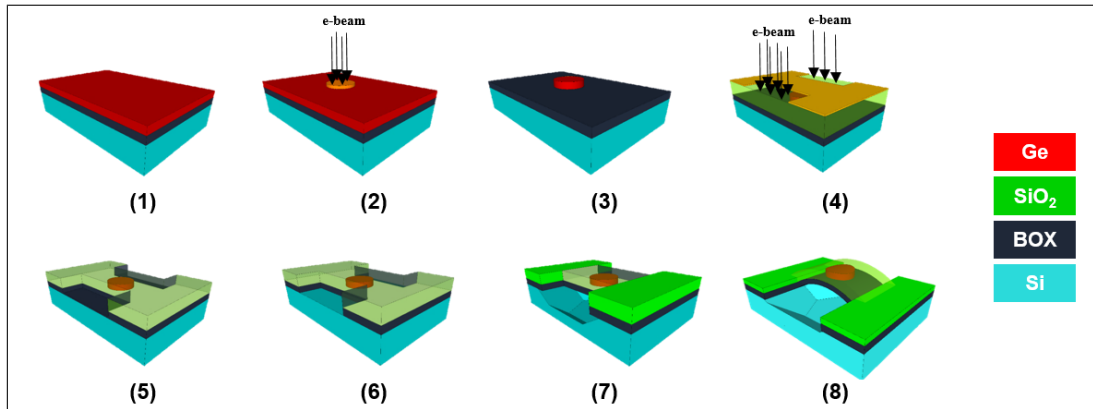 e-beam
e-beam
e-beam
(1)
(2)
(3)
(4)
Ge
SiO₂
BOX
Si
(5)
(6)
(7)
(8)